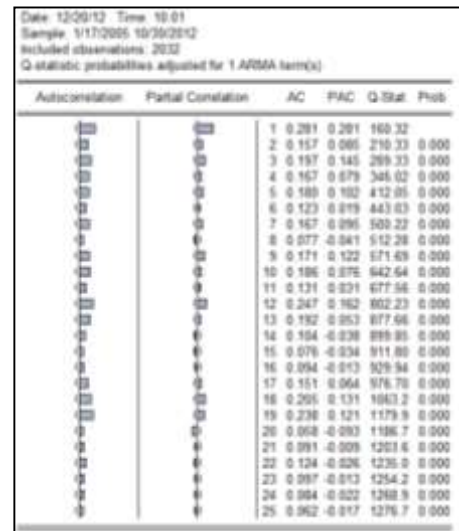 Date: 12/20/12 Time: 10:01
Sample: 1/17/2005 10/30/2012
Included observations: 2032
Q-statistic probabilities adjusted for 1 ARMA term(s)
Autocorrelation Partial Correlation AC PAC Q-Stat Prob
1 0.281 0.281 160.32
2 0.157 0.085 210.33 0.000
3 0.197 0.145 289.33 0.000
4 0.167 0.079 346.02 0.000
5 0.180 0.102 412.05 0.000
6 0.123 0.019 443.03 0.000
7 0.167 0.095 500.22 0.000
8 0.077 -0.041 512.28 0.000
9 0.171 0.122 571.69 0.000
10 0.186 0.076 642.64 0.000
11 0.131 0.031 677.56 0.000
12 0.247 0.162 802.23 0.000
13 0.192 0.053 877.66 0.000
14 0.104 -0.038 899.85 0.000
15 0.076 -0.034 911.80 0.000
16 0.094 -0.013 929.94 0.000
17 0.151 0.064 976.70 0.000
18 0.205 0.131 1063.2 0.000
19 0.238 0.121 1179.9 0.000
20 0.058 -0.093 1186.7 0.000
21 0.091 -0.009 1203.6 0.000
22 0.124 -0.026 1235.0 0.000
23 0.097 -0.013 1254.2 0.000
24 0.084 -0.022 1268.9 0.000
25 0.062 -0.017 1276.7 0.000